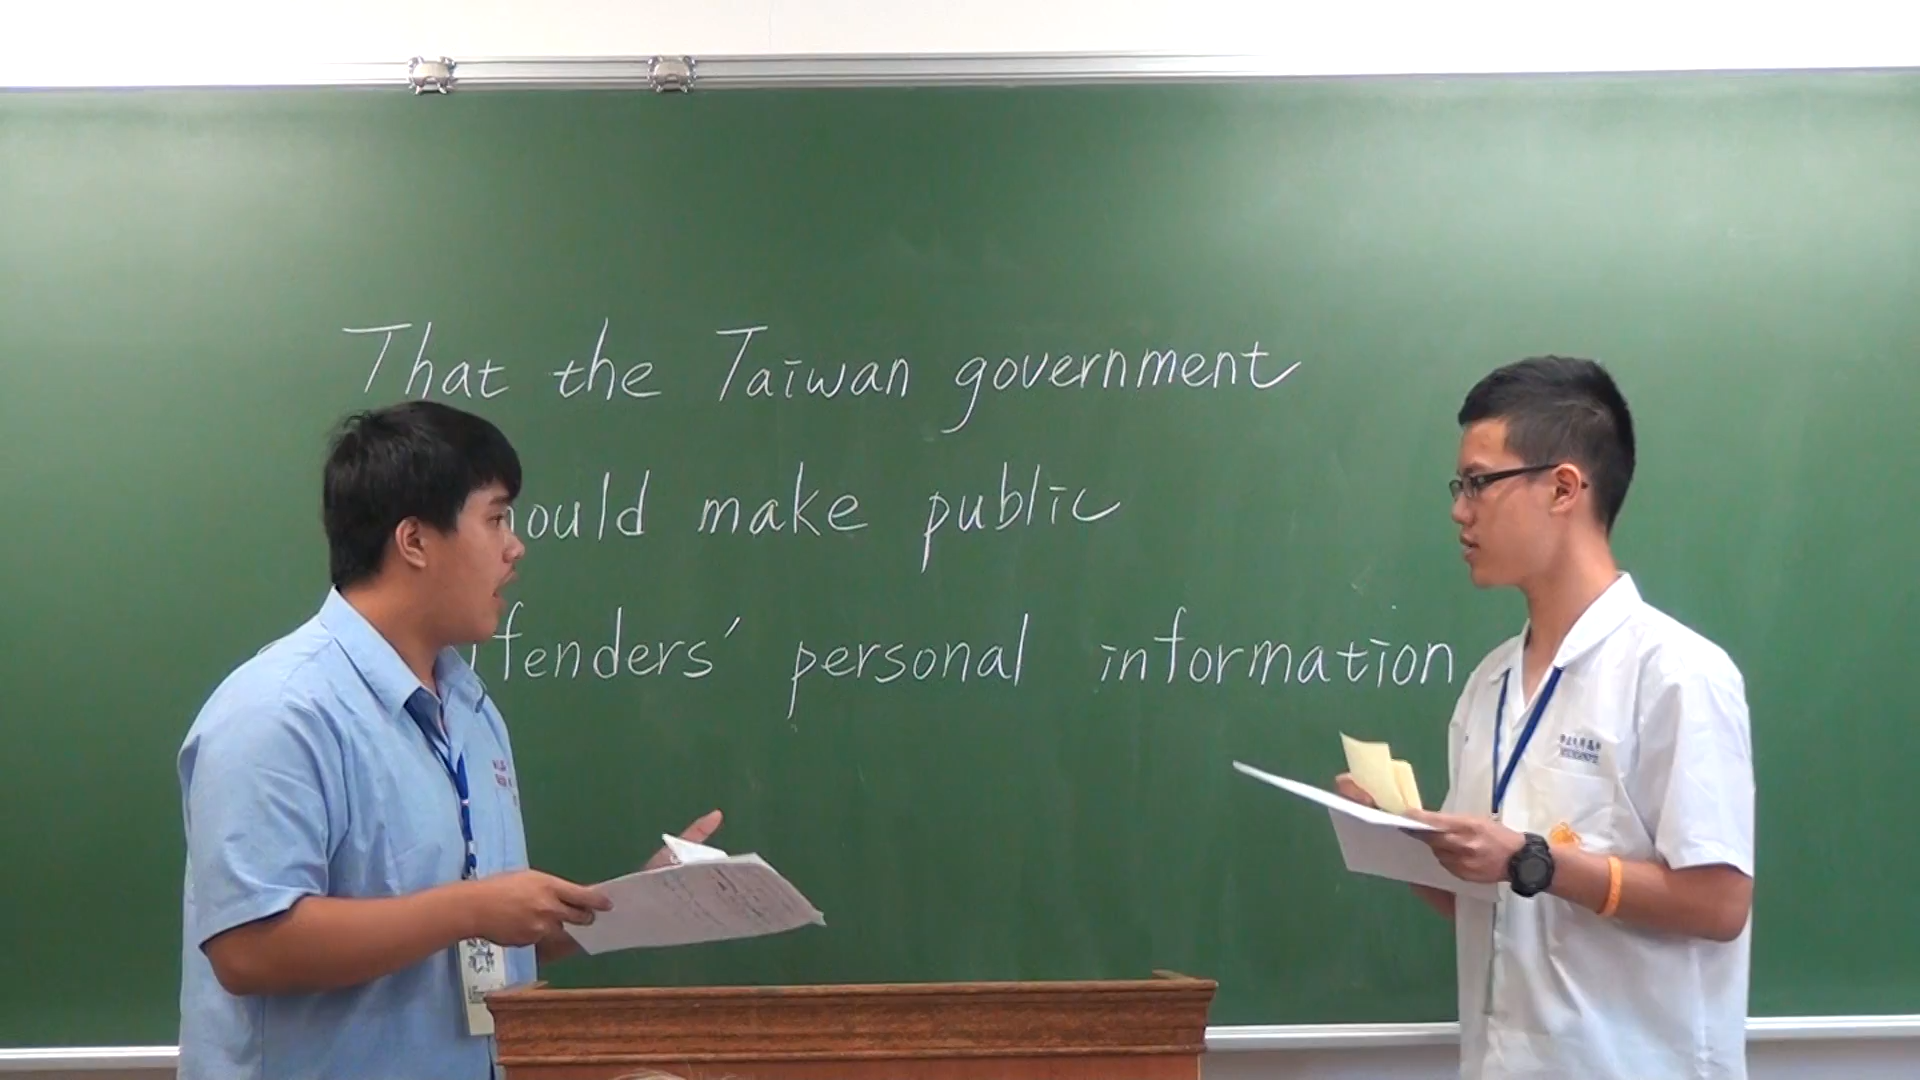 That the Taiwan government
ould make public
fenders' personal information